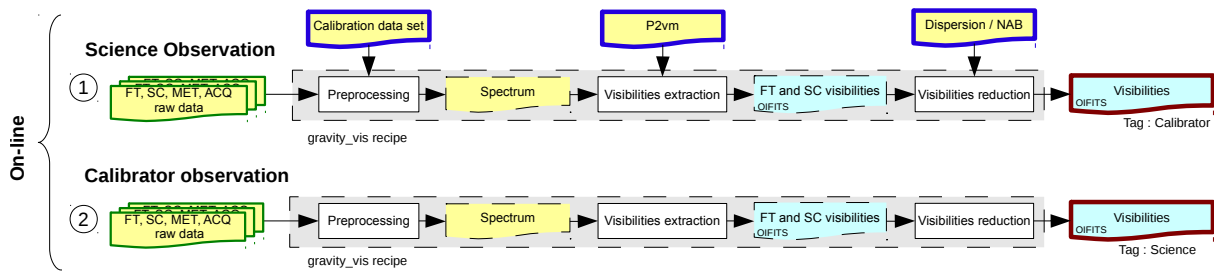 On-line
Calibration data set
P2vm
Dispersion / NAB
Science Observation
1
FT, SC, MET, ACQ
raw data
Preprocessing
Spectrum
Visibilities extraction
FT and SC visibilities
OIFITS
Visibilities reduction
Visibilities
OIFITS
Tag : Calibrator
gravity_vis recipe
Calibrator observation
2
FT, SC, MET, ACQ
raw data
Preprocessing
Spectrum
Visibilities extraction
FT and SC visibilities
OIFITS
Visibilities reduction
Visibilities
OIFITS
Tag : Science
gravity_vis recipe